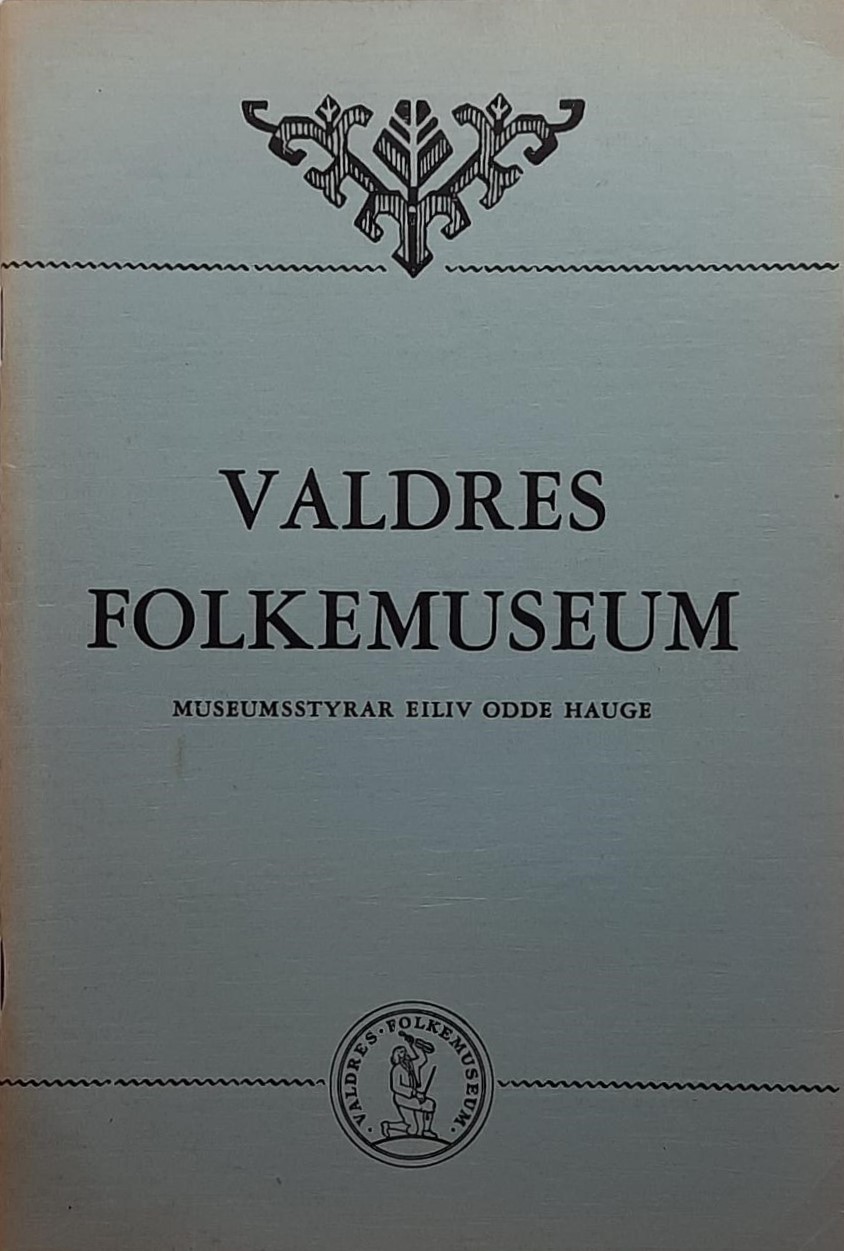 VALDRES
FOLKEMUSEUM
MUSEUMSSTYRAR EILIV ODDE HAUGE
· VALDRES · FOLKEMUSEUM ·